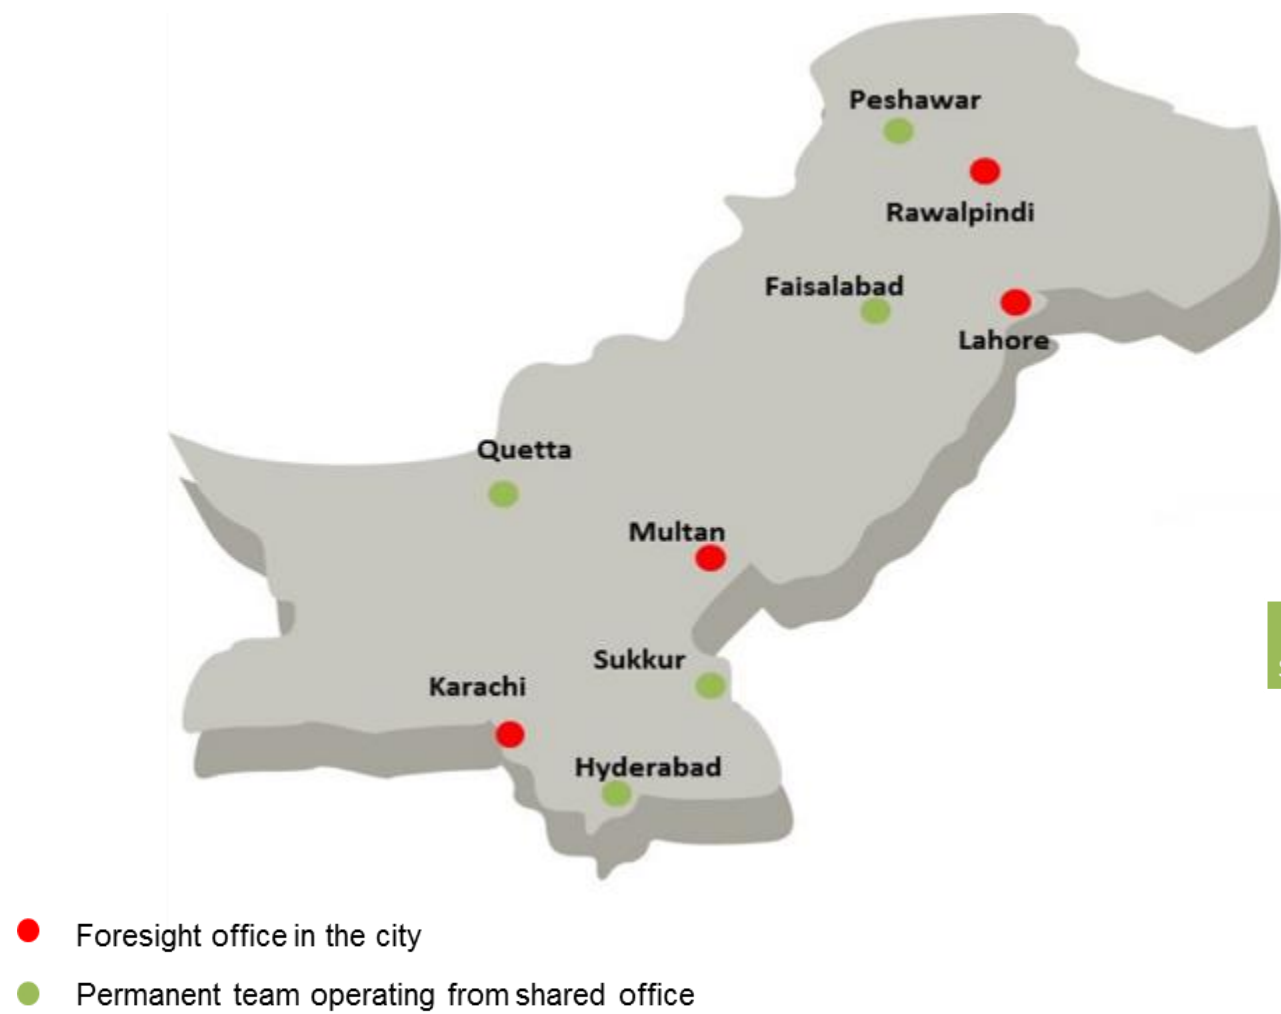 Peshawar
Rawalpindi
Faisalabad
Lahore
Quetta
Multan
Sukkur
Karachi
Hyderabad
Foresight office in the city
Permanent team operating from shared office